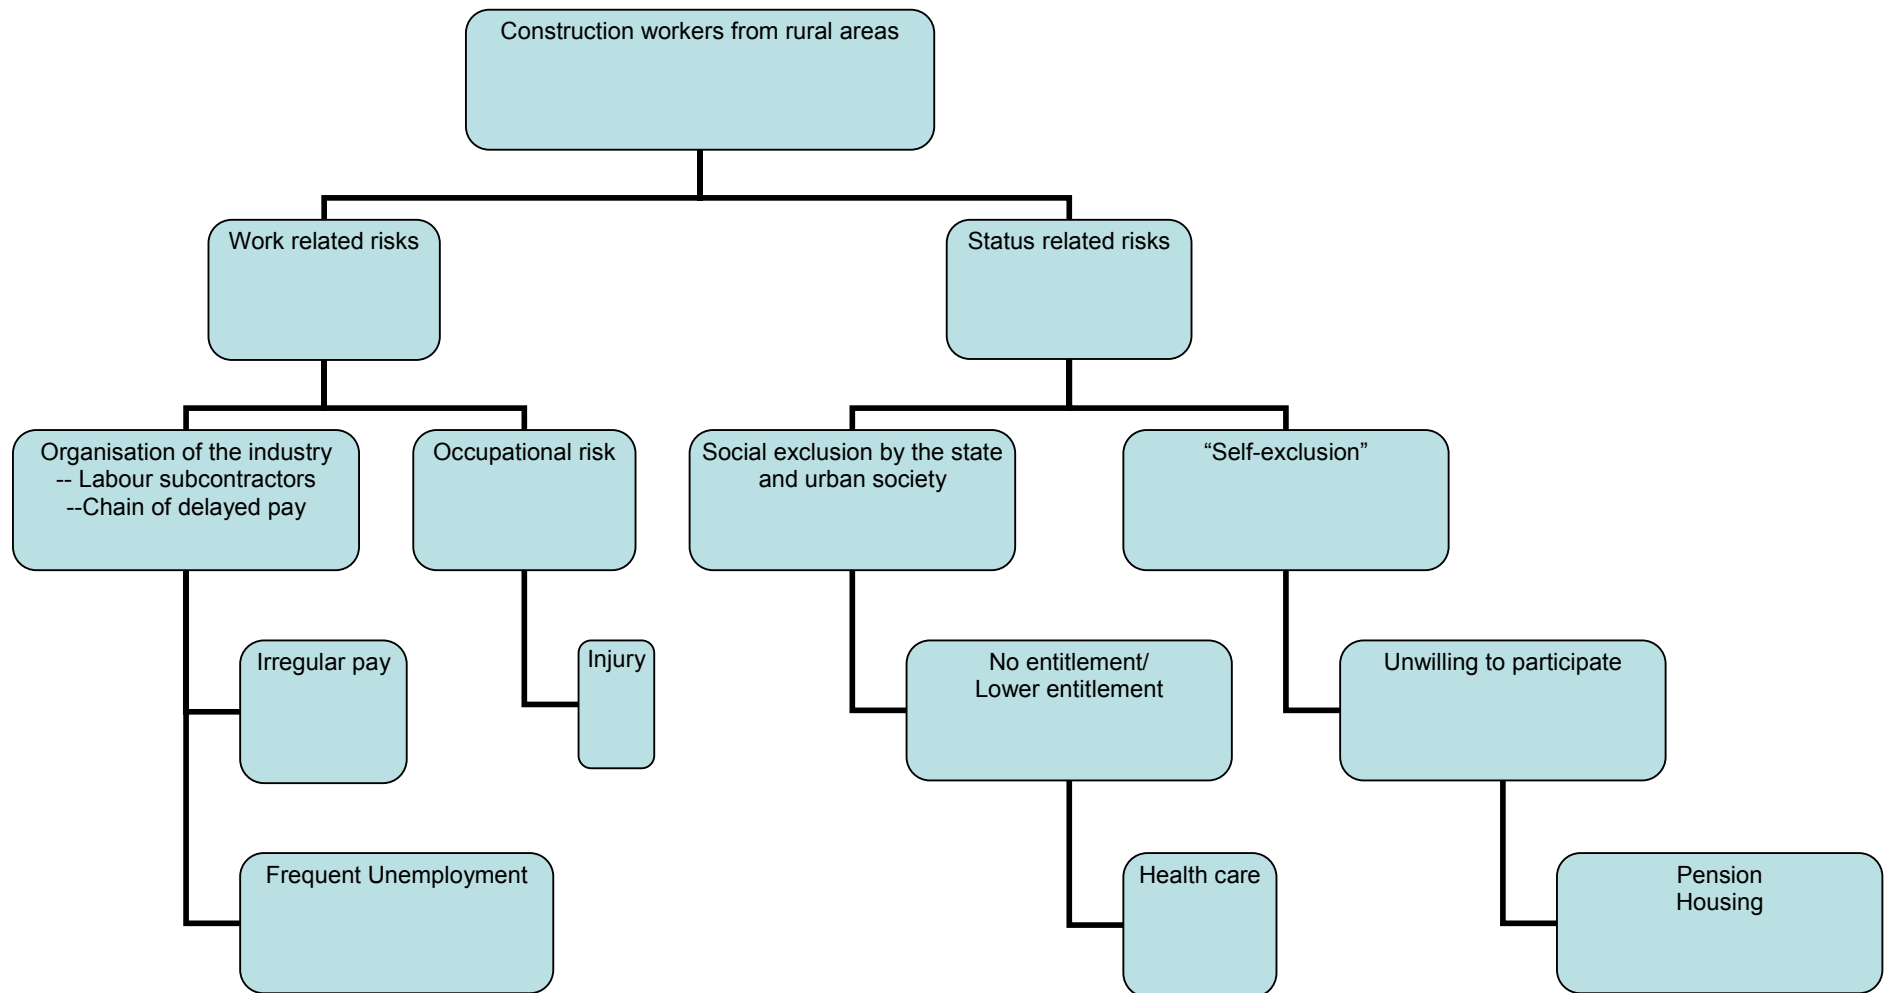 Construction workers from rural areas
Work related risks
Status related risks
Organisation of the industry
-- Labour subcontractors
--Chain of delayed pay
Occupational risk
Social exclusion by the state
and urban society
“Self-exclusion”
Irregular pay
Injury
No entitlement/
Lower entitlement
Unwilling to participate
Frequent Unemployment
Health care
Pension
Housing